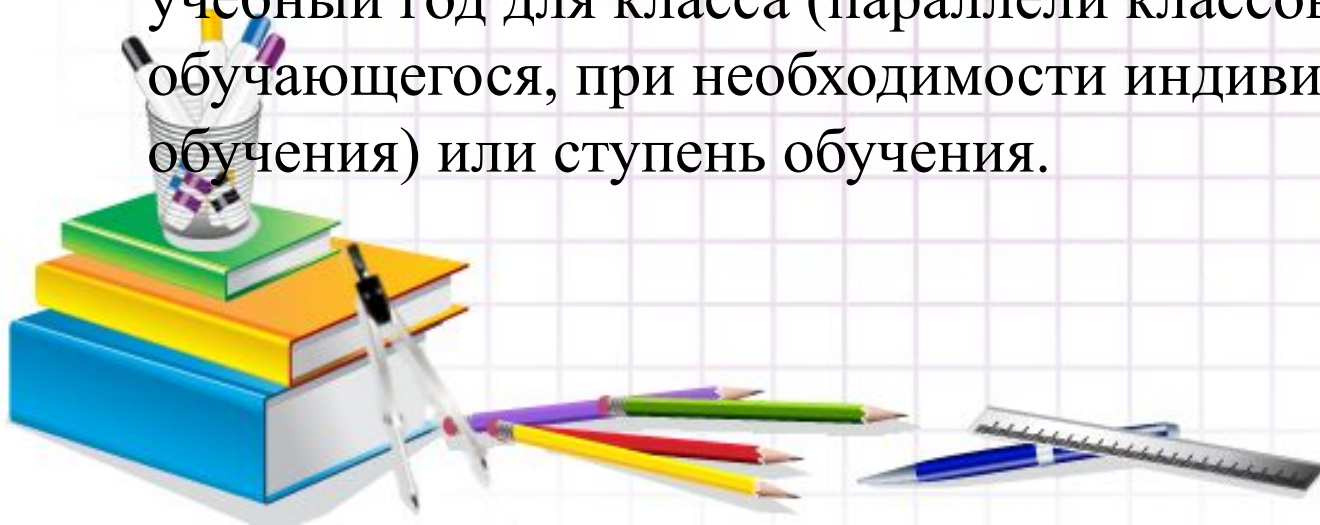 учебный год для класса (параллели классов
обучающегося, при необходимости индиви
обучения) или ступень обучения.